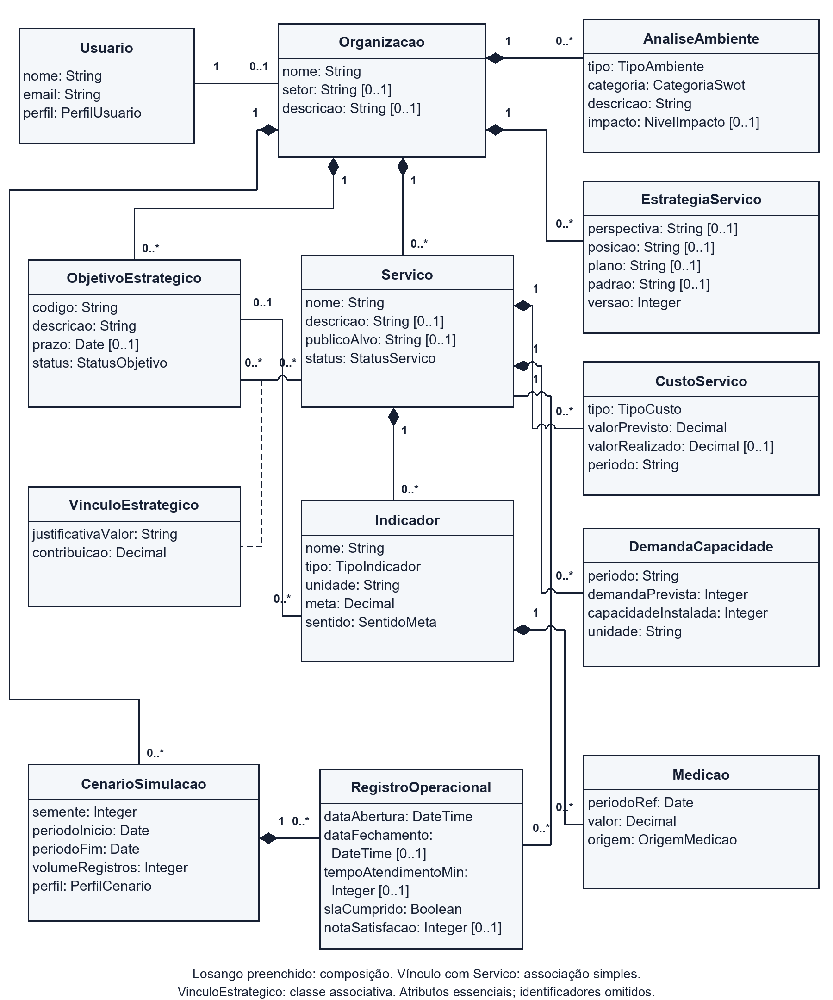 Usuario
nome: String
email: String
perfil: PerfilUsuario
1
0..1
Organizacao
nome: String
setor: String [0..1]
descricao: String [0..1]
1
0..*
AnaliseAmbiente
tipo: TipoAmbiente
categoria: CategoriaSwot
descricao: String
impacto: NivelImpacto [0..1]
1
1
1
1
0..*
EstrategiaServico
perspectiva: String [0..1]
posicao: String [0..1]
plano: String [0..1]
padrao: String [0..1]
versao: Integer
0..*
0..*
ObjetivoEstrategico
codigo: String
descricao: String
prazo: Date [0..1]
status: StatusObjetivo
0..1
0..*
0..*
Servico
nome: String
descricao: String [0..1]
publicoAlvo: String [0..1]
status: StatusServico
1
1
1
0..*
CustoServico
tipo: TipoCusto
valorPrevisto: Decimal
valorRealizado: Decimal [0..1]
periodo: String
1
0..*
VinculoEstrategico
justificativaValor: String
contribuicao: Decimal
0..*
Indicador
nome: String
tipo: TipoIndicador
unidade: String
meta: Decimal
sentido: SentidoMeta
1
0..*
DemandaCapacidade
periodo: String
demandaPrevista: Integer
capacidadeInstalada: Integer
unidade: String
0..*
CenarioSimulacao
semente: Integer
periodoInicio: Date
periodoFim: Date
volumeRegistros: Integer
perfil: PerfilCenario
1
0..*
RegistroOperacional
dataAbertura: DateTime
dataFechamento:
DateTime [0..1]
tempoAtendimentoMin:
Integer [0..1]
slaCumprido: Boolean
notaSatisfacao: Integer [0..1]
0..*
0..*
Medicao
periodoRef: Date
valor: Decimal
origem: OrigemMedicao
Losango preenchido: composição. Vínculo com Servico: associação simples.
VinculoEstrategico: classe associativa. Atributos essenciais; identificadores omitidos.